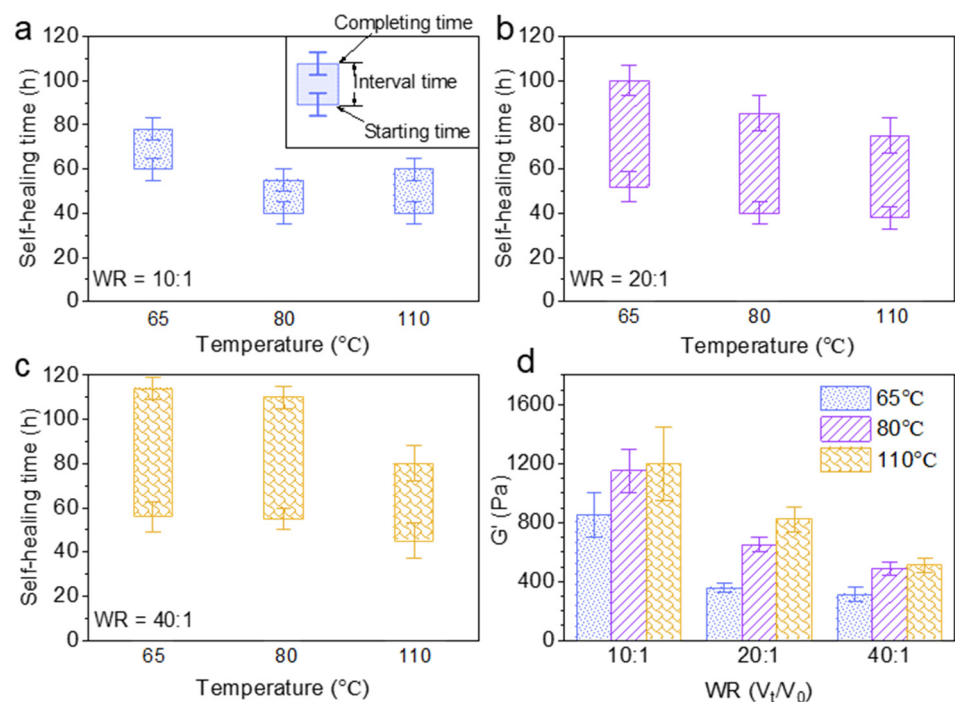 a
120
100
80
60
40
20
0
Self-healing time (h)
Completing time
Interval time
Starting time
WR = 10:1
65
80
110
Temperature (°C)
b
120
100
80
60
40
20
0
Self-healing time (h)
WR = 20:1
65
80
110
Temperature (°C)
c
120
100
80
60
40
20
0
Self-healing time (h)
WR = 40:1
65
80
110
Temperature (°C)
d
1600
1200
800
400
0
G' (Pa)
65°C
80°C
110°C
10:1
20:1
40:1
WR (Vt/V0)